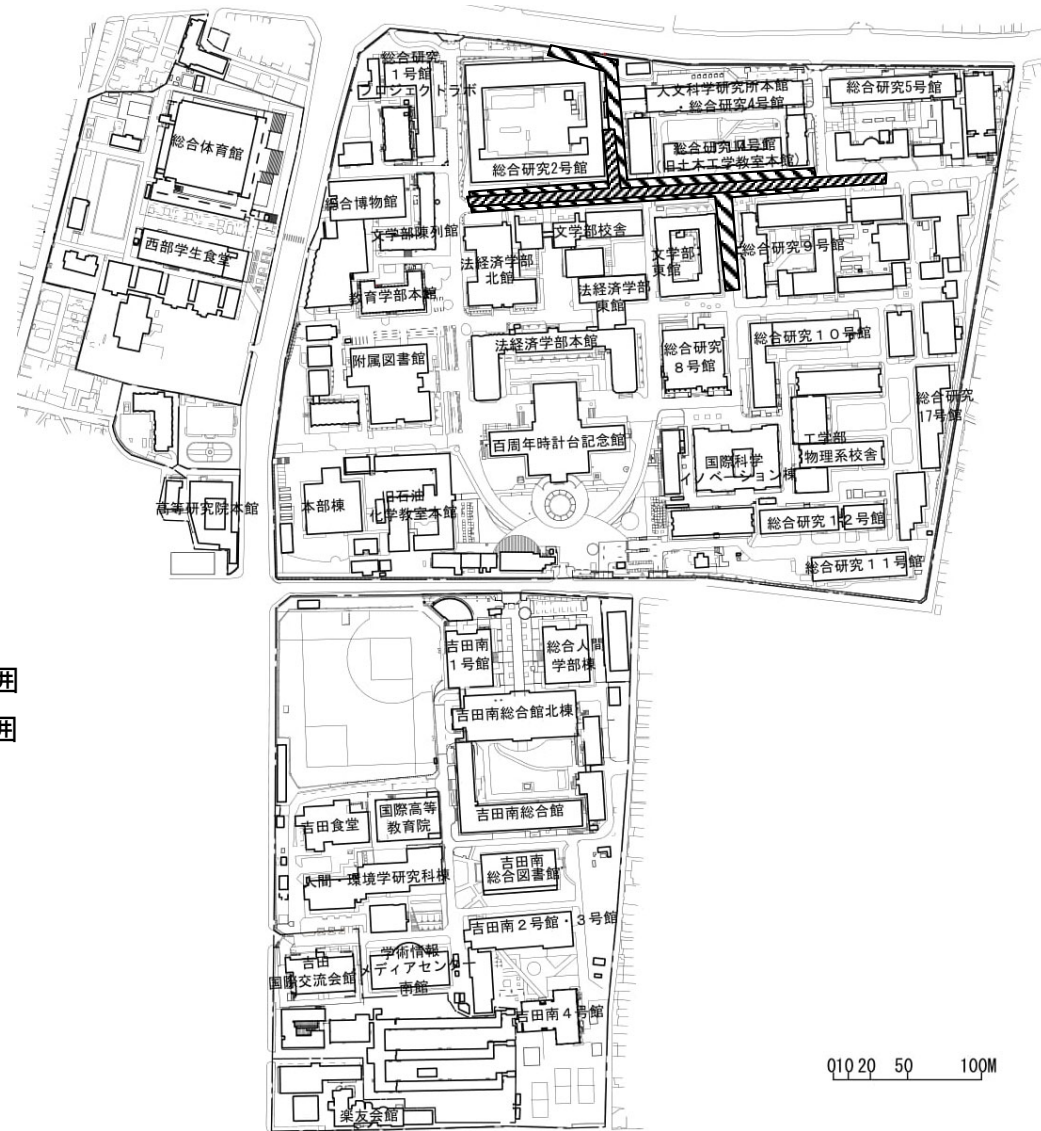 総合研究
1号館
プロジェクトラボ
総合研究2号館
人文科学研究所本館
・総合研究4号館
総合研究5号館
総合研究14号館
(旧土木工学教室本館)
総合体育館
総合博物館
文学部陳列館
西部学生食堂
法経済学部
北館
文学部校舎
文学部
東館
総合研究9号館
教育学部本館
法経済学部
東館
附属図書館
法経済学部本館
総合研究
8号館
総合研究10号館
総合研究
17号館
百周年時計台記念館
国際科学
イノベーション棟
工学部
物理系校舎
高等研究院本館
本部棟
旧石油
化学教室本館
総合研究12号館
総合研究11号館
吉田南
1号館
総合人間
学部棟
囲
囲
吉田南総合館北棟
吉田食堂
国際高等
教育院
吉田南総合館
人間・環境学研究科棟
吉田南
総合図書館
吉田南2号館・3号館
吉田
国際交流会館
学術情報
メディアセンター
南館
吉田南4号館
楽友会館
010 20 50 100M